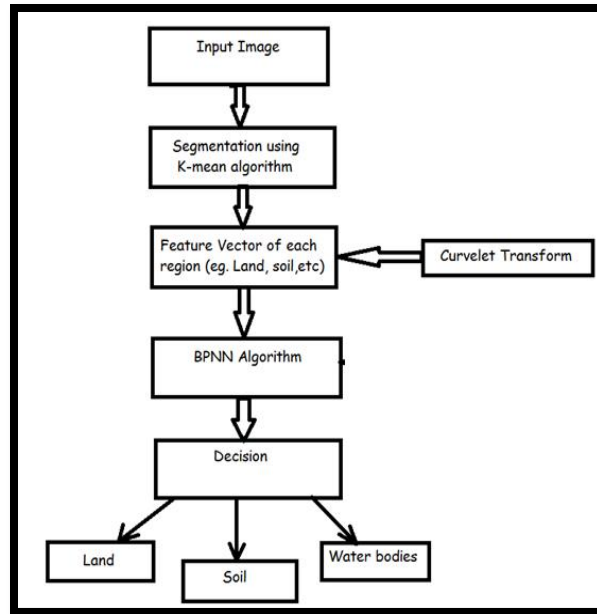 Input Image
Segmentation using
K-mean algorithm
Feature Vector of each
region (eg. Land, soil,etc)
Curvelet Transform
BPNN Algorithm
Decision
Land
Soil
Water bodies